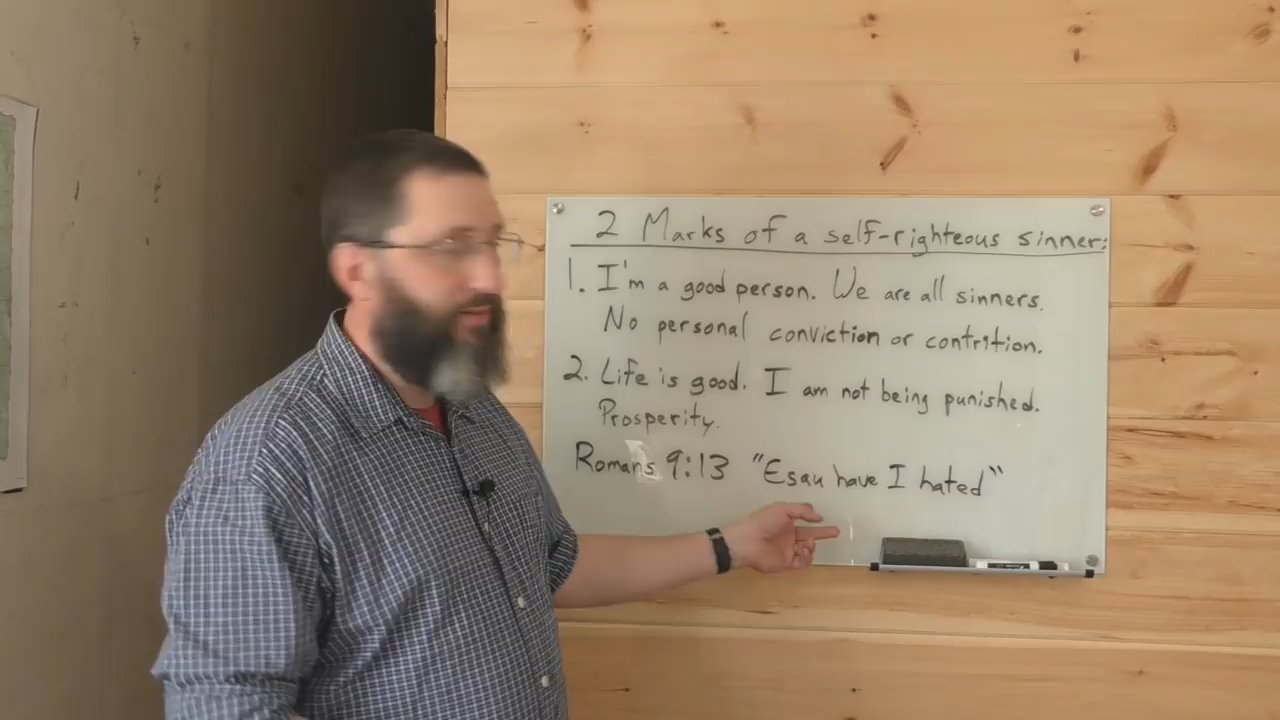 2 Marks of a self-righteous sinner:
1. I'm a good person. We are all sinners.
No personal conviction or contrition.
2. Life is good. I am not being punished.
Prosperity.
Romans 9:13 "Esau have I hated"